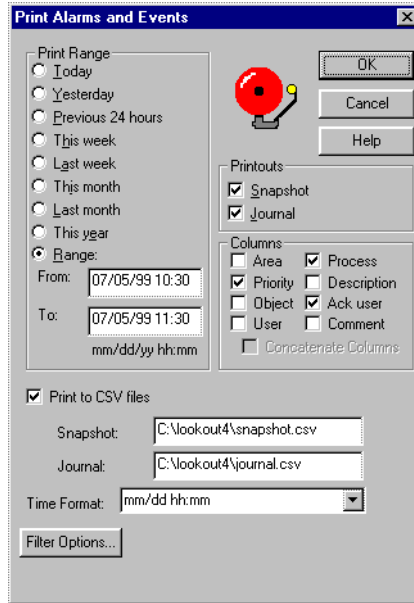 Print Alarms and Events
Print Range
Today
Yesterday
Previous 24 hours
This week
Last week
This month
Last month
This year
Range:
From: 07/05/99 10:30
To: 07/05/99 11:30
mm/dd/yy hh:mm
OK
Cancel
Help
Printouts
Snapshot
Journal
Columns
Area Process
Priority Description
Object Ack user
User Comment
Concatenate Columns
Print to CSV files
Snapshot: C:\lookout4\snapshot.csv
Journal: C:\lookout4\journal.csv
Time Format: mm/dd hh:mm
Filter Options...